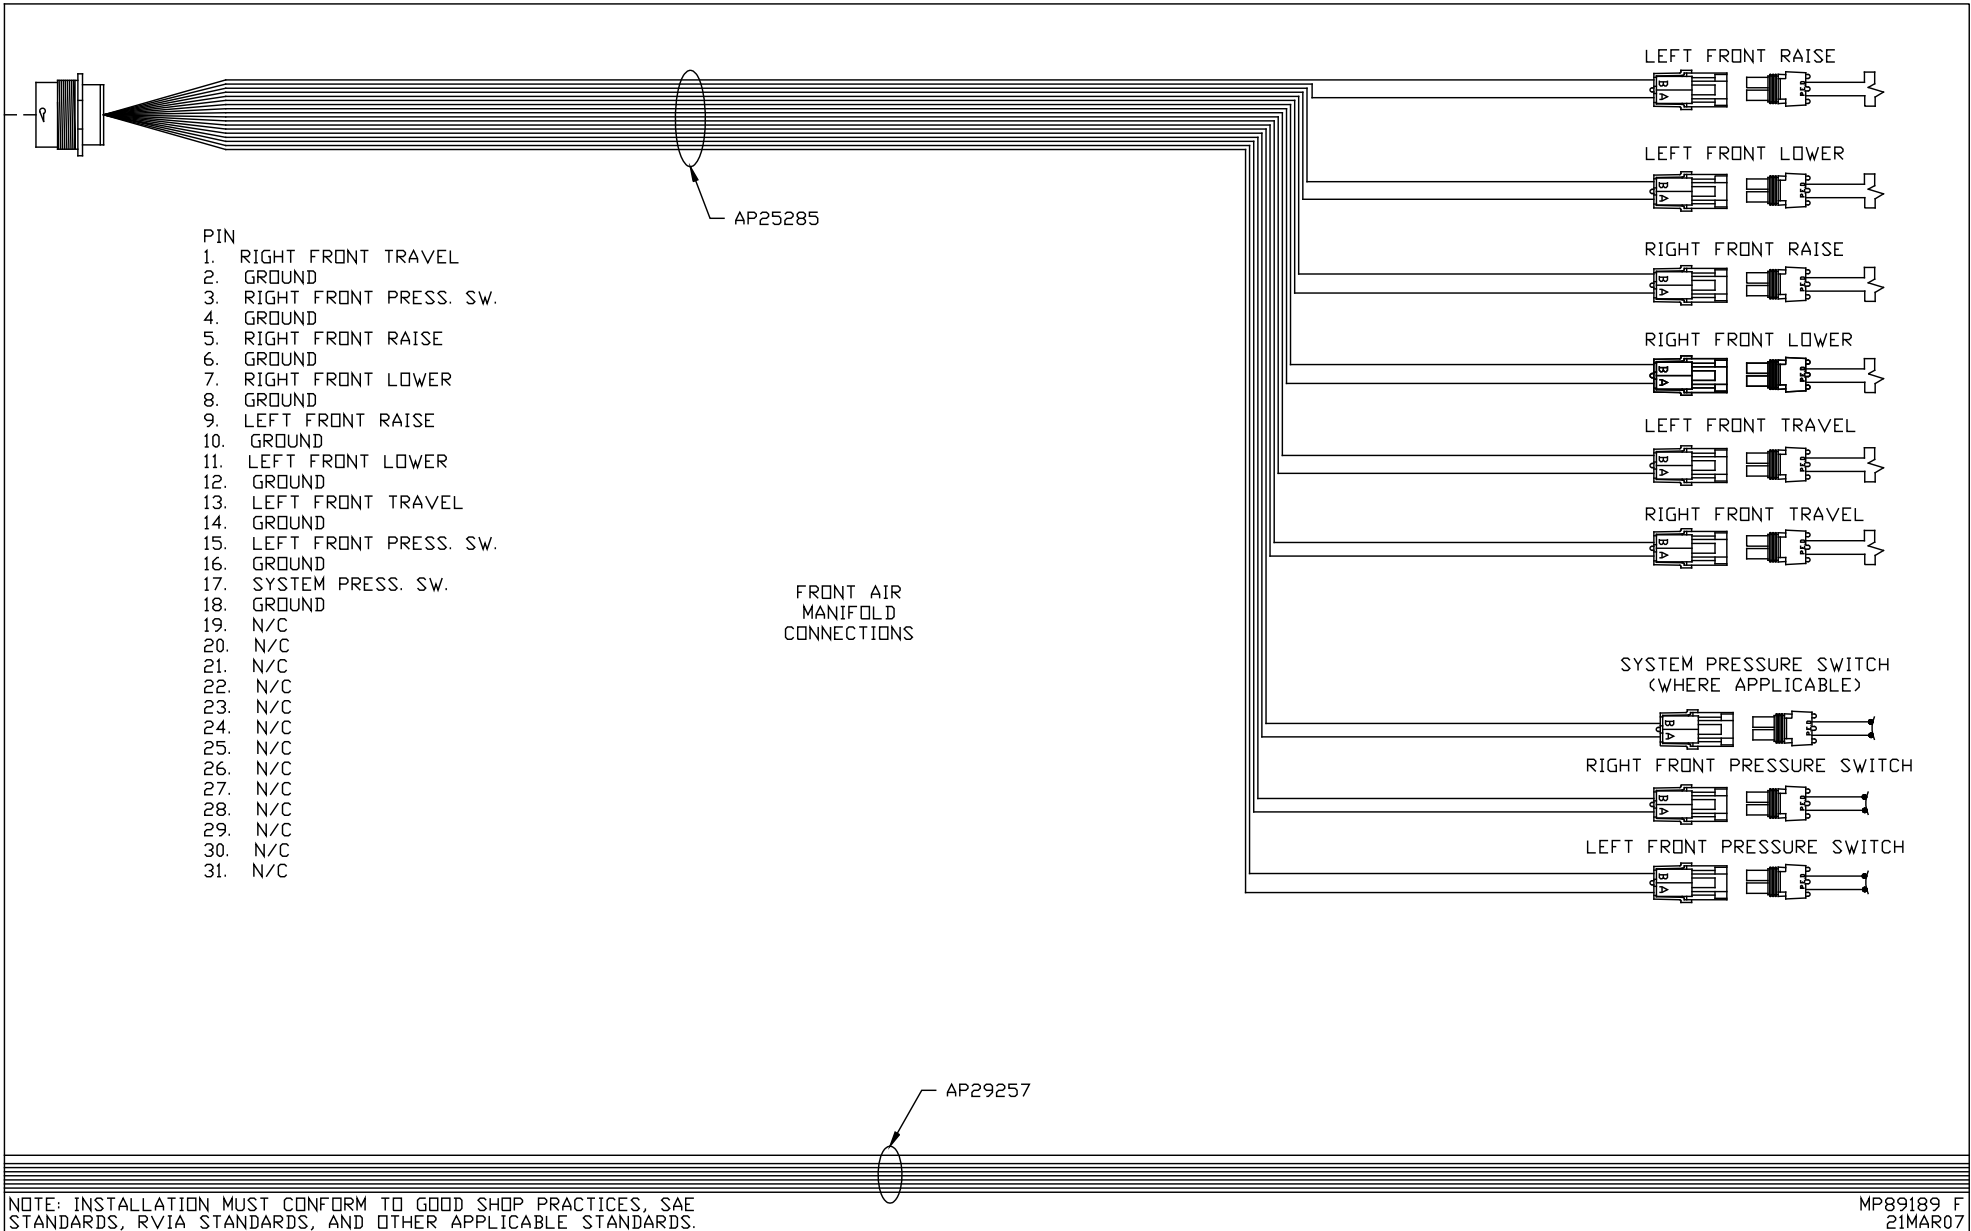 LEFT FRONT RAISE
B
A
P.E.D
LEFT FRONT LOWER
B
A
P.E.D
AP25285
PIN
1. RIGHT FRONT TRAVEL
2. GROUND
3. RIGHT FRONT PRESS. SW.
4. GROUND
5. RIGHT FRONT RAISE
6. GROUND
7. RIGHT FRONT LOWER
8. GROUND
9. LEFT FRONT RAISE
10. GROUND
11. LEFT FRONT LOWER
12. GROUND
13. LEFT FRONT TRAVEL
14. GROUND
15. LEFT FRONT PRESS. SW.
16. GROUND
17. SYSTEM PRESS. SW.
18. GROUND
19. N/C
20. N/C
21. N/C
22. N/C
23. N/C
24. N/C
25. N/C
26. N/C
27. N/C
28. N/C
29. N/C
30. N/C
31. N/C
FRONT AIR
MANIFOLD
CONNECTIONS
RIGHT FRONT RAISE
B
A
P.E.D
RIGHT FRONT LOWER
B
A
P.E.D
LEFT FRONT TRAVEL
B
A
P.E.D
RIGHT FRONT TRAVEL
B
A
P.E.D
SYSTEM PRESSURE SWITCH
(WHERE APPLICABLE)
B
A
P.E.D
RIGHT FRONT PRESSURE SWITCH
B
A
P.E.D
LEFT FRONT PRESSURE SWITCH
B
A
P.E.D
AP29257
NOTE: INSTALLATION MUST CONFORM TO GOOD SHOP PRACTICES, SAE
STANDARDS, RVIA STANDARDS, AND OTHER APPLICABLE STANDARDS.
MP89189 F
21MAR07